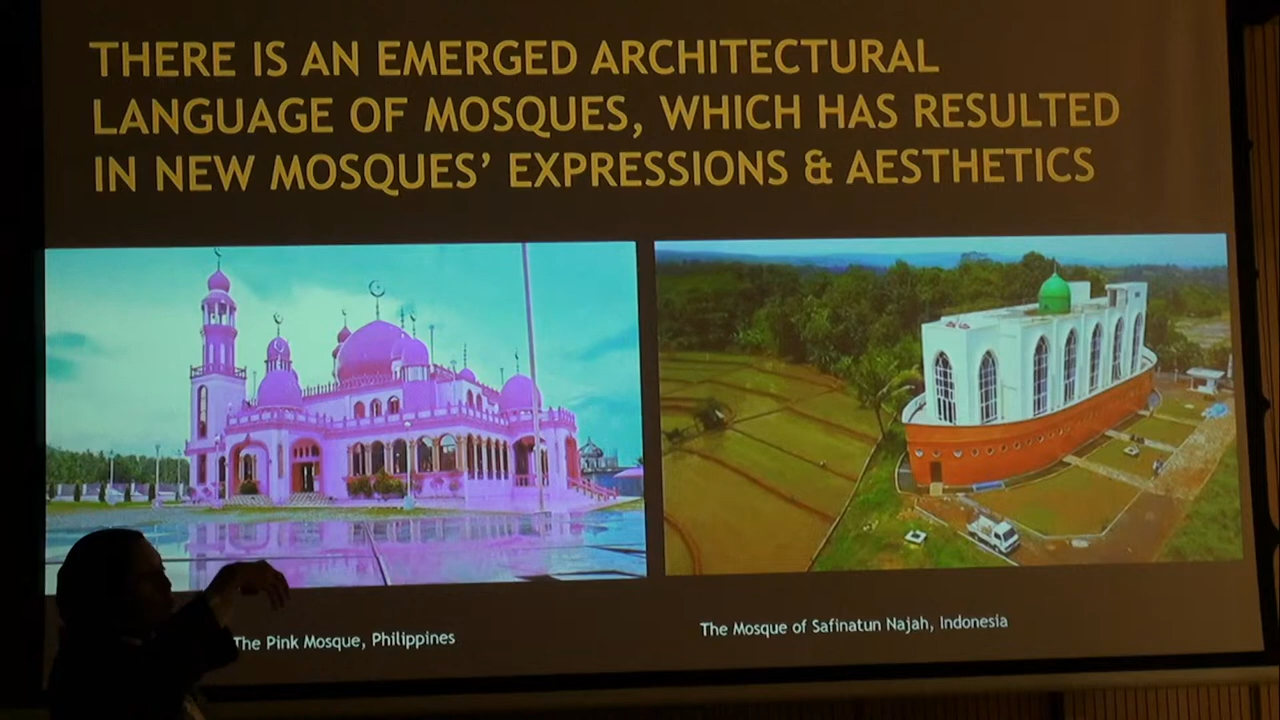 THERE IS AN EMERGED ARCHITECTURAL
LANGUAGE OF MOSQUES, WHICH HAS RESULTED
IN NEW MOSQUES’ EXPRESSIONS & AESTHETICS
The Pink Mosque, Philippines
The Mosque of Safinatun Najah, Indonesia